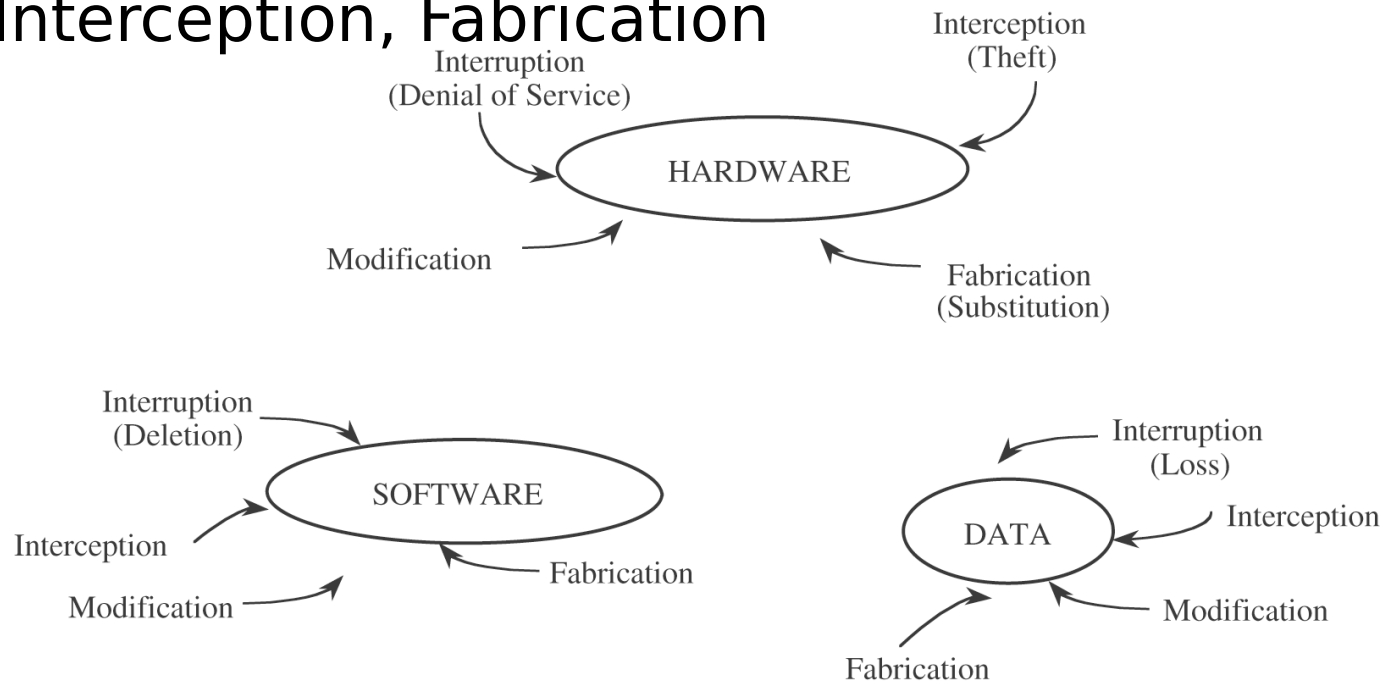 Interception, Fabrication
Interruption
(Denial of Service)
Interception
(Theft)
HARDWARE
Modification
Fabrication
(Substitution)
Interruption
(Deletion)
SOFTWARE
Interception
Modification
Fabrication
Interruption
(Loss)
DATA
Interception
Modification
Fabrication